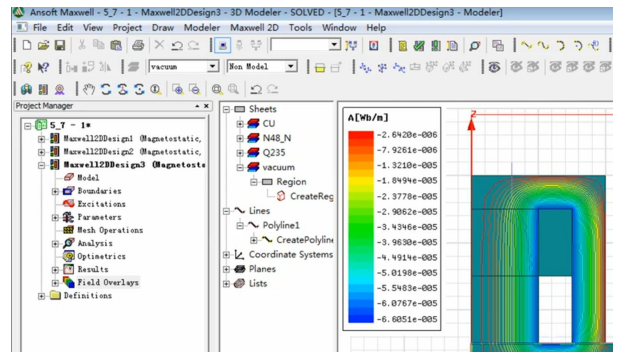 Ansoft Maxwell - 5_7 - 1 - Maxwell2DDesign3 - 3D Modeler - SOLVED - [5_7 - 1 - Maxwell2DDesign3 - Modeler]
File Edit View Project Draw Modeler Maxwell 2D Tools Window Help
vacuum Non Model
Project Manager
5_7 - 1*
Maxwell2DDesign1 (Magnetostatic,
Maxwell2DDesign2 (Magnetostatic,
Maxwell2DDesign3 (Magnetosta
Model
Boundaries
Excitations
Parameters
Mesh Operations
Analysis
Optimetrics
Results
Field Overlays
Definitions
Sheets
CU
N48_N
Q235
vacuum
Region
CreateReg
Lines
Polyline1
CreatePolyline
Coordinate Systems
Planes
Lists
A[Wb/m]
-2.6420e-006
-7.9261e-006
-1.3210e-005
-1.8494e-005
-2.3778e-005
-2.9062e-005
-3.4346e-005
-3.9630e-005
-4.4914e-005
-5.0198e-005
-5.5483e-005
-6.0767e-005
-6.6051e-005
Z